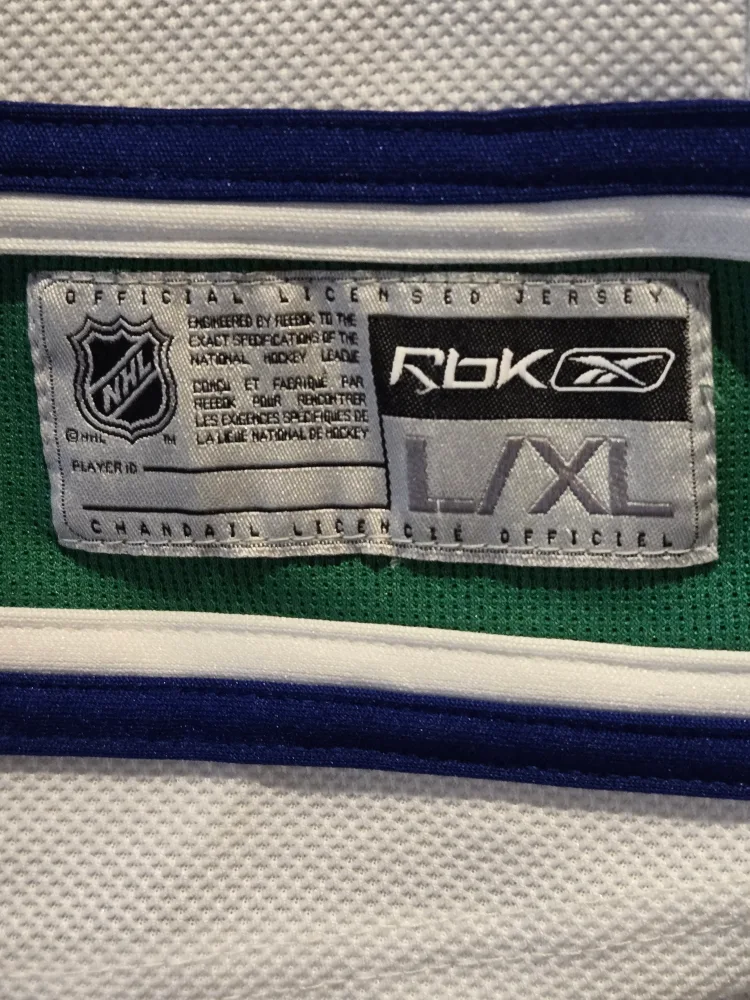 OFFICIAL LICENSED JERSEY
NHL
©NHL ™
ENGINEERED BY REEBOK TO THE
EXACT SPECIFICATIONS OF THE
NATIONAL HOCKEY LEAGUE
CONÇU ET FABRIQUÉ PAR
REEBOK POUR RENCONTRER
LES EXIGENCES SPECIFIQUES DE
LA LIGUE NATIONAL DE HOCKEY
PLAYER ID
Rbk
L/XL
CHANDAIL LICENCIÉ OFFICIEL